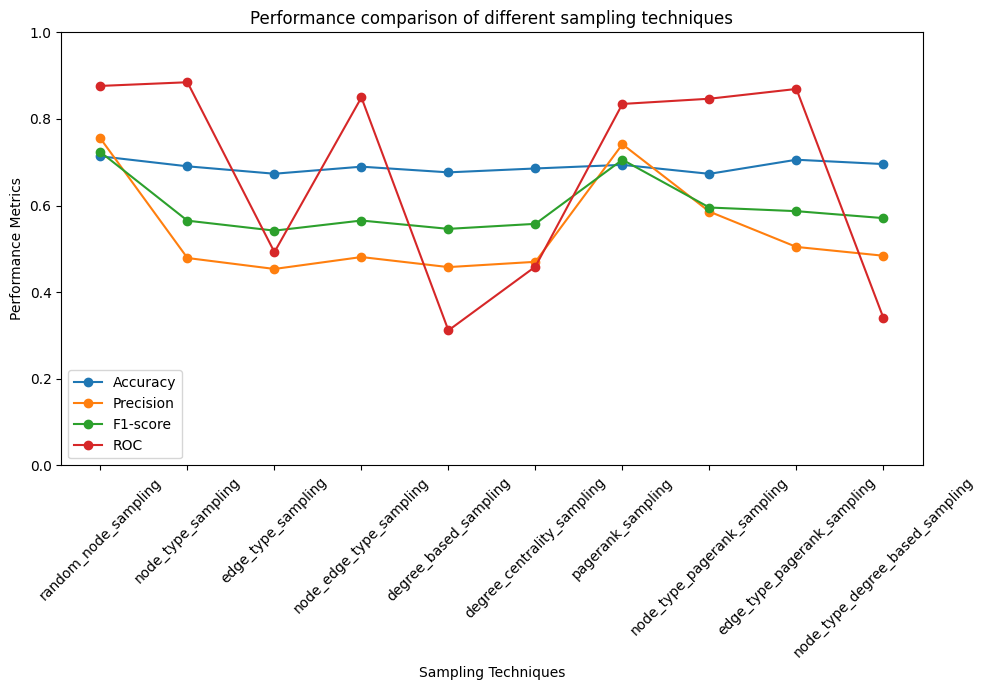 Performance comparison of different sampling techniques
1.0
0.8
0.6
0.4
0.2
0.0
Performance Metrics
Accuracy
Precision
F1-score
ROC
random_node_sampling
node_type_sampling
edge_type_sampling
node_edge_type_sampling
degree_based_sampling
degree_centrality_sampling
pagerank_sampling
node_type_pagerank_sampling
edge_type_pagerank_sampling
node_type_degree_based_sampling
Sampling Techniques